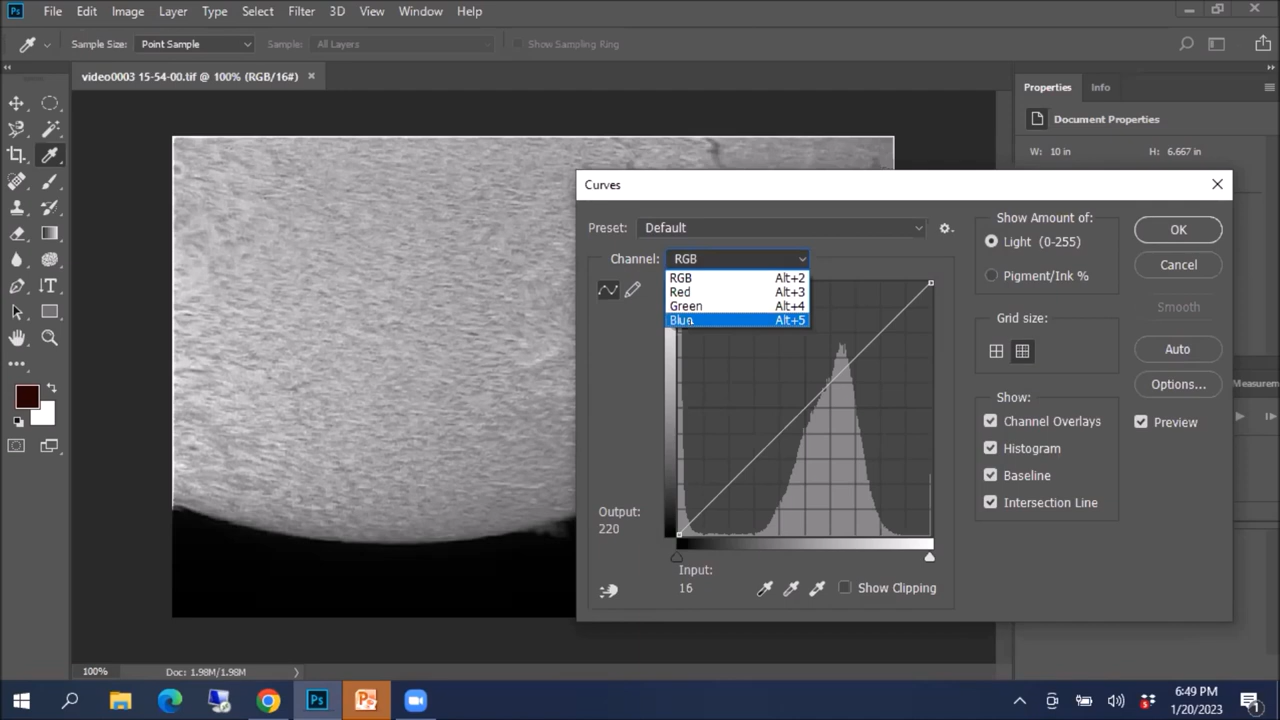 Ps File Edit Image Layer Type Select Filter 3D View Window Help
Sample Size: Point Sample Sample: All Layers Show Sampling Ring
video0003 15-54-00.tif @ 100% (RGB/16#)
Properties Info
Document Properties
W: 10 in H: 6.667 in
Curves
Preset: Default
Channel: RGB
RGB Alt+2
Red Alt+3
Green Alt+4
Blue Alt+5
Output:
220
Input:
16
Show Clipping
Show Amount of:
Light (0-255)
Pigment/Ink %
Grid size:
Show:
Channel Overlays
Histogram
Baseline
Intersection Line
OK
Cancel
Smooth
Auto
Options...
Preview
Measurem
100% Doc: 1.98M/1.98M
Ps
6:49 PM
1/20/2023
1